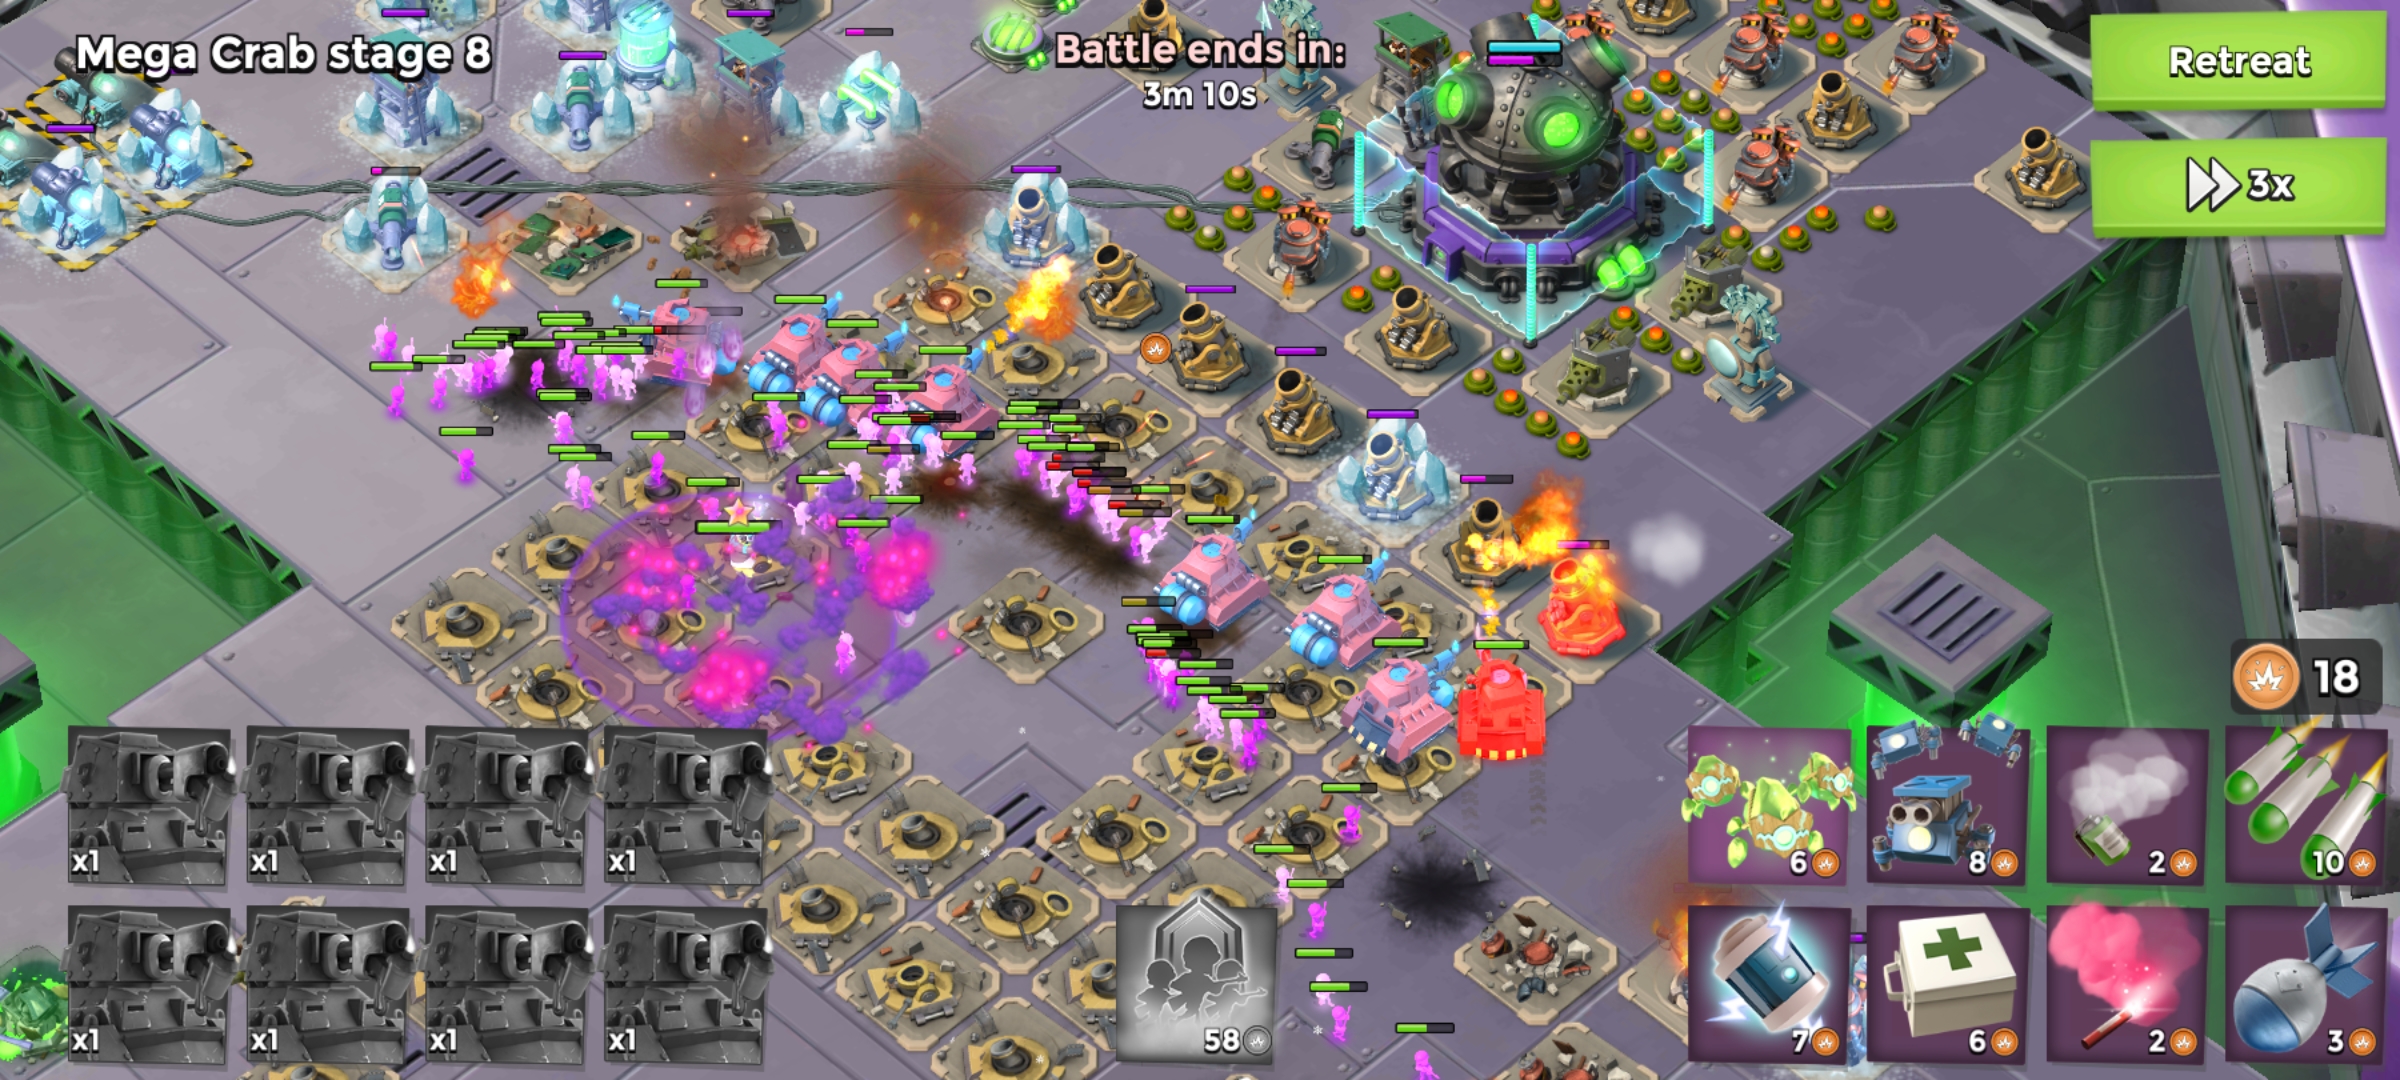 Mega Crab stage 8
Battle ends in:
3m 10s
Retreat
3x
18
x1
x1
x1
x1
6
8
2
10
x1
x1
x1
x1
58
7
6
2
3